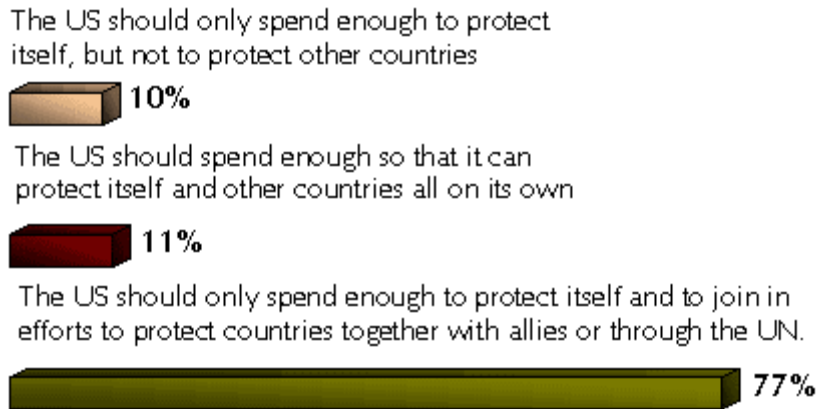 The US should only spend enough to protect
itself, but not to protect other countries
10%
The US should spend enough so that it can
protect itself and other countries all on its own
11%
The US should only spend enough to protect itself and to join in
efforts to protect countries together with allies or through the UN.
77%